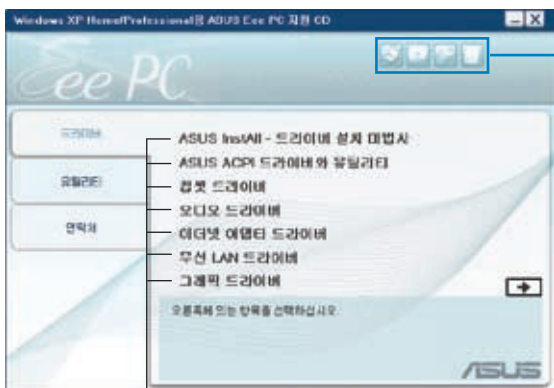 Windows XP Home/Professional용 ASUS Eee PC 지원 CD
Eee PC
드라이버
유틸리티
연락처
ASUS InstAll - 드라이버 설치 마법사
ASUS ACPI 드라이버와 유틸리티
칩셋 드라이버
오디오 드라이버
이더넷 어댑터 드라이버
무선 LAN 드라이버
그래픽 드라이버
오른쪽에 있는 항목을 선택하십시오.
ASUS